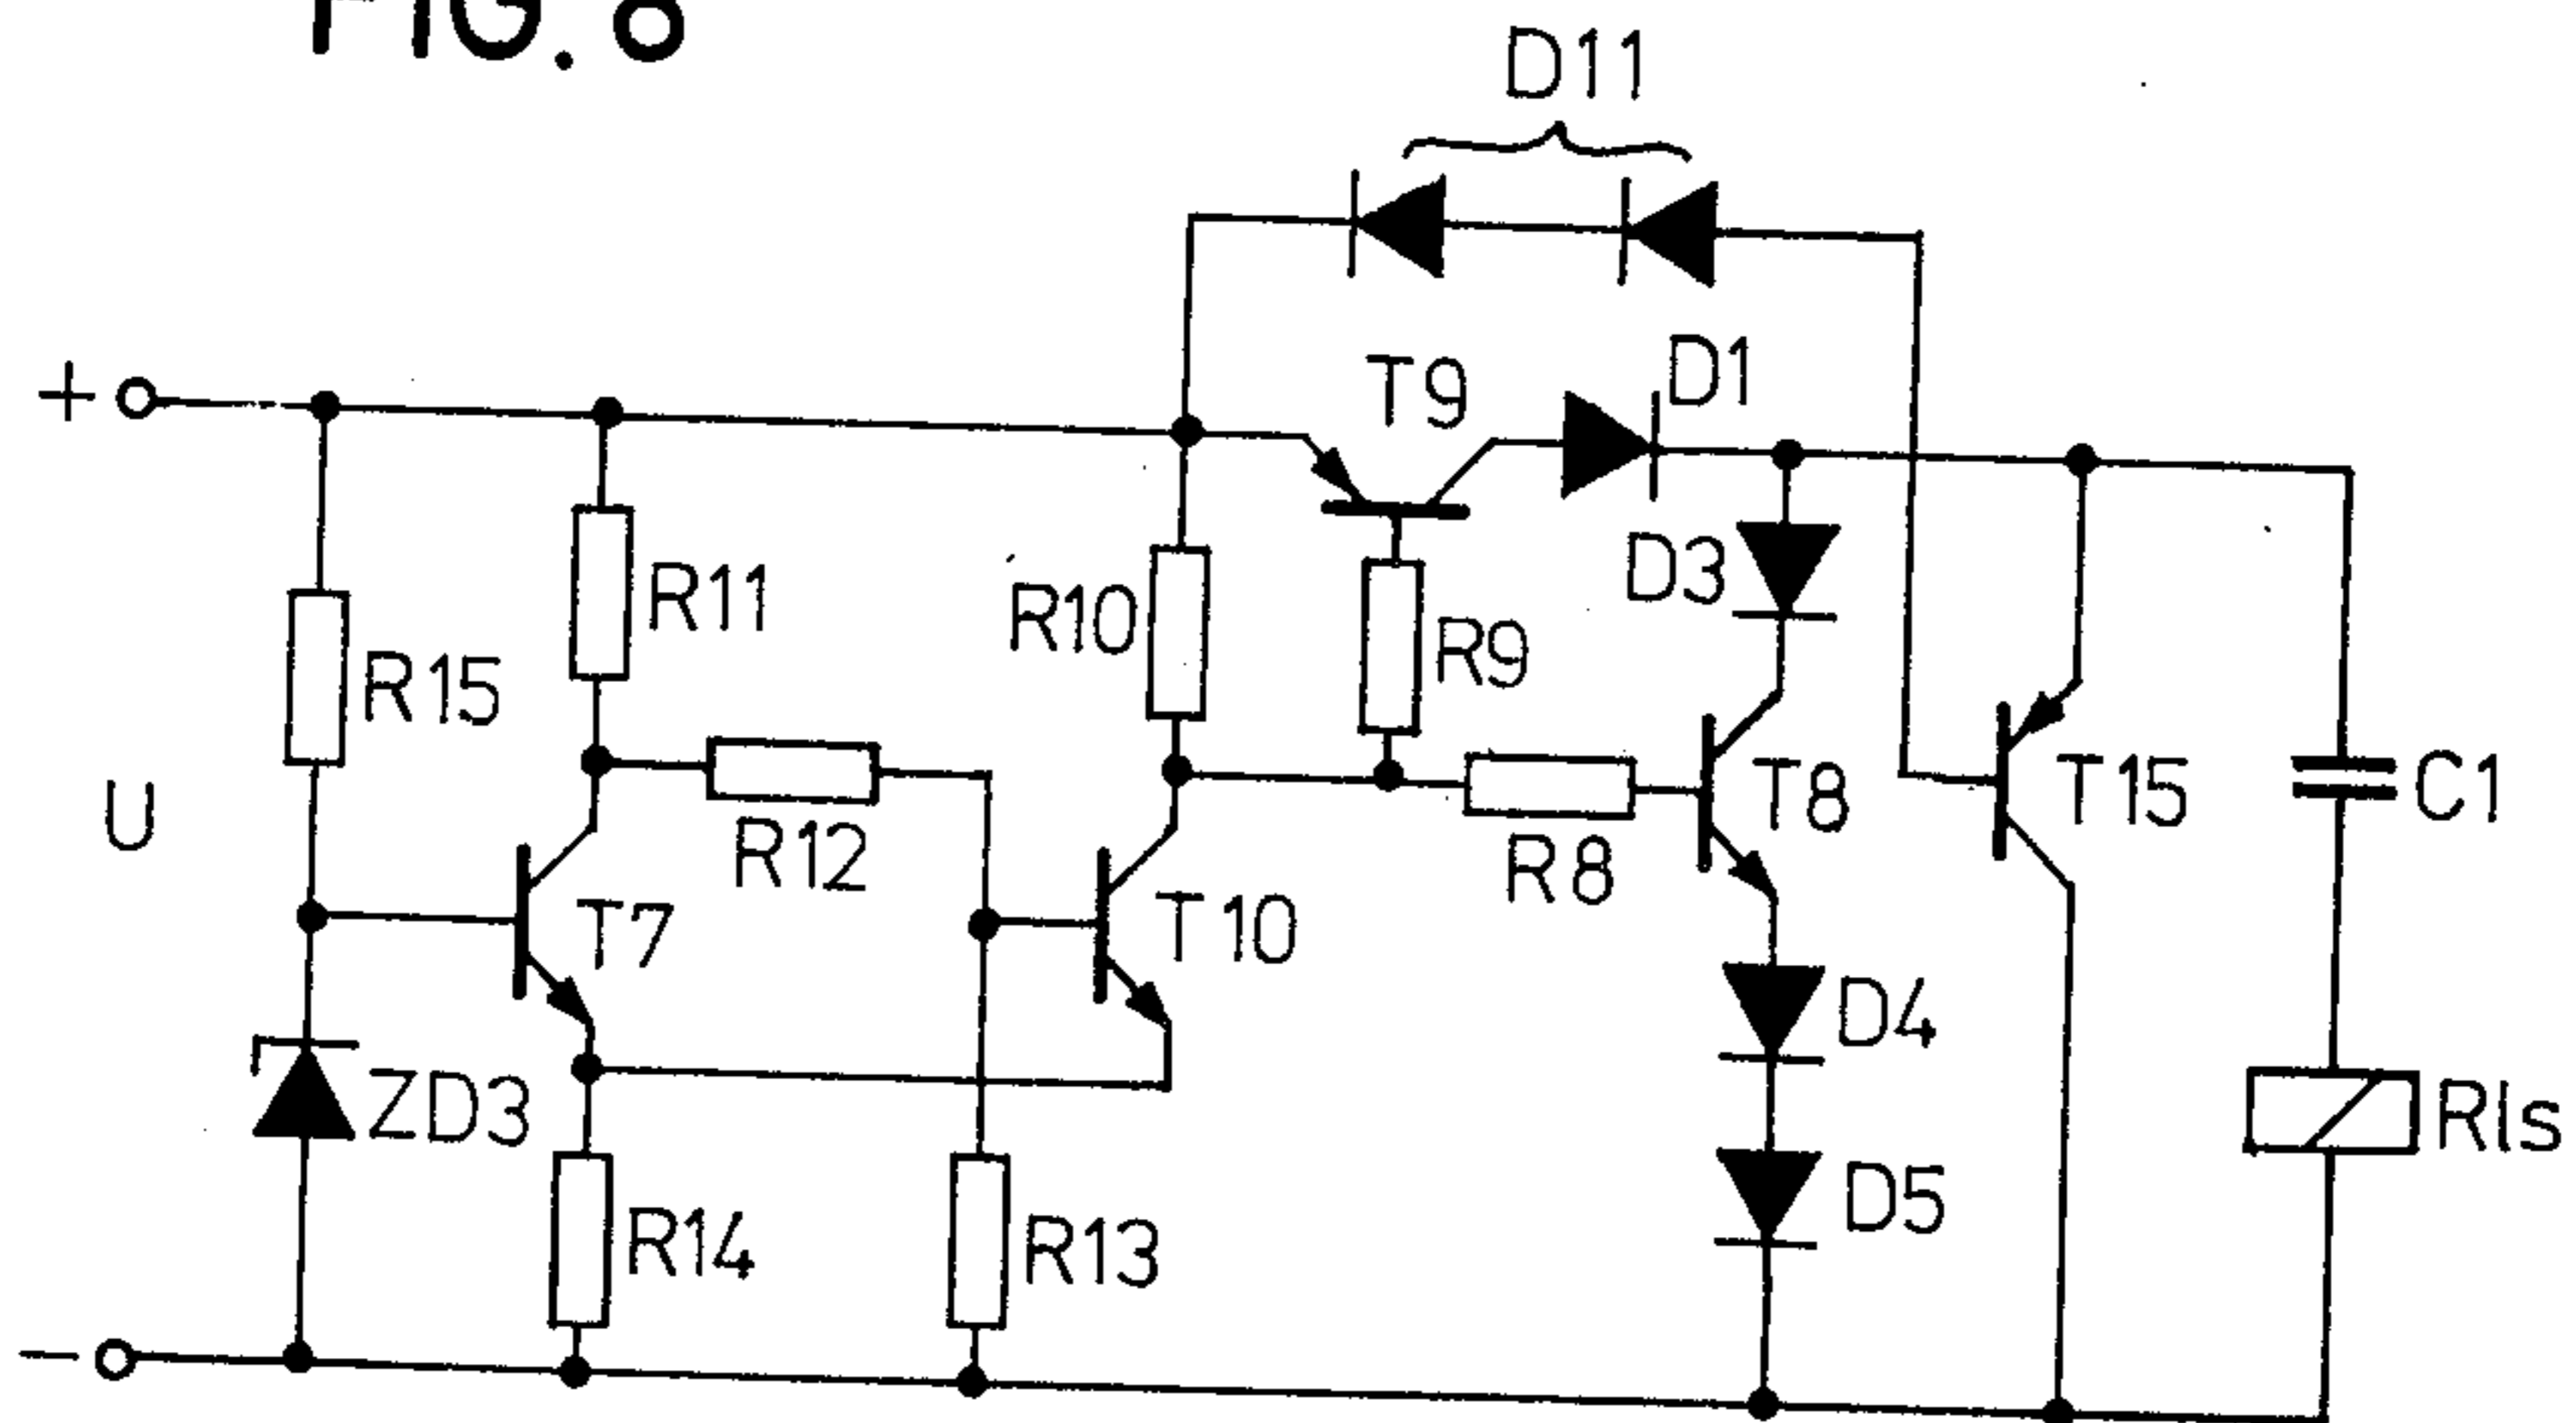 FIG. 8
D11
+
T9
D1
R11
R10
D3
R9
R15
U
R12
T8
T15
C1
R8
T7
T10
D4
ZD3
Rls
D5
R14
R13
−